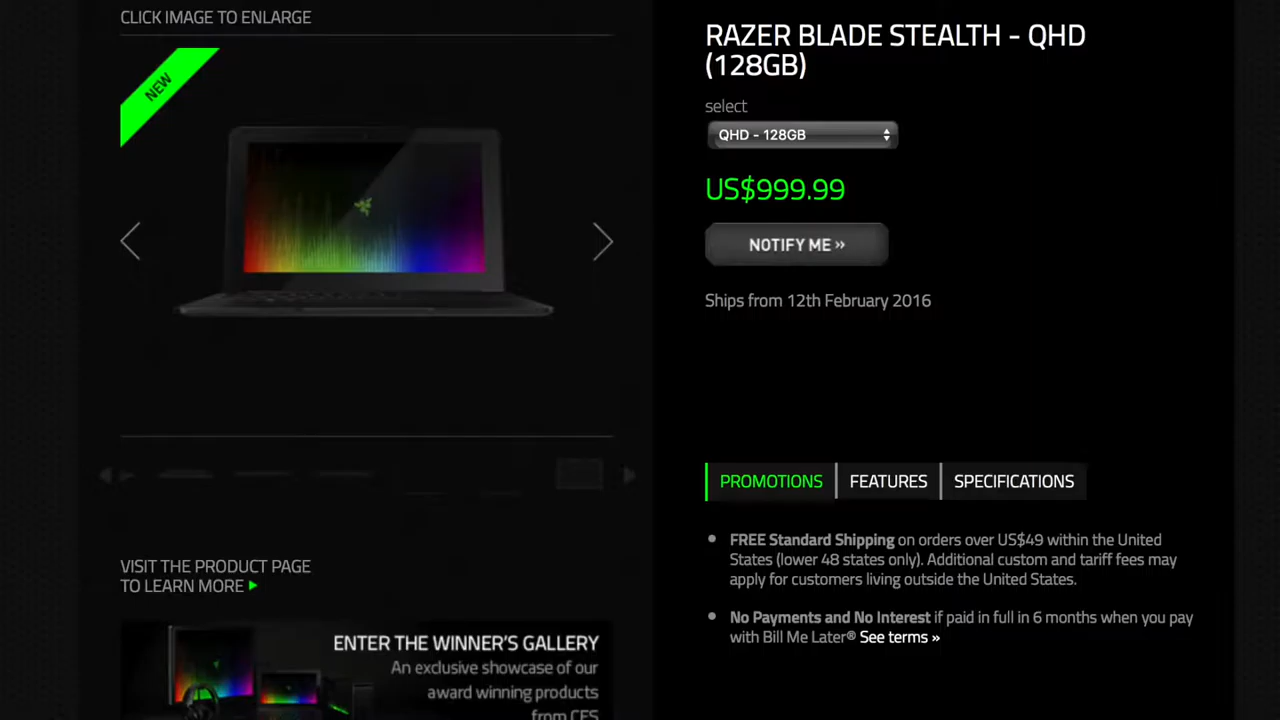 CLICK IMAGE TO ENLARGE
NEW
RAZER BLADE STEALTH - QHD
(128GB)
select
QHD - 128GB
US$999.99
NOTIFY ME »
Ships from 12th February 2016
PROMOTIONS
FEATURES
SPECIFICATIONS
FREE Standard Shipping on orders over US$49 within the United
States (lower 48 states only). Additional custom and tariff fees may
apply for customers living outside the United States.
No Payments and No Interest if paid in full in 6 months when you pay
with Bill Me Later® See terms »
VISIT THE PRODUCT PAGE
TO LEARN MORE
ENTER THE WINNER'S GALLERY
An exclusive showcase of our
award winning products
from CES